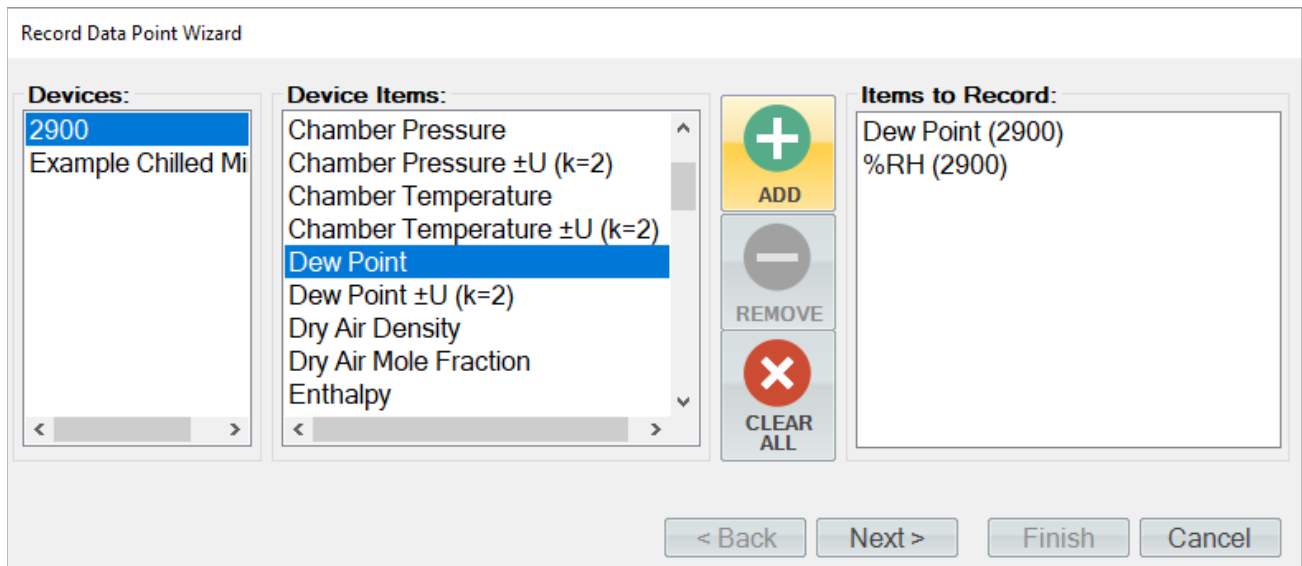 Record Data Point Wizard
Devices:
2900
Example Chilled Mi
Device Items:
Chamber Pressure
Chamber Pressure ±U (k=2)
Chamber Temperature
Chamber Temperature ±U (k=2)
Dew Point
Dew Point ±U (k=2)
Dry Air Density
Dry Air Mole Fraction
Enthalpy
ADD
REMOVE
CLEAR
ALL
Items to Record:
Dew Point (2900)
%RH (2900)
< Back
Next >
Finish
Cancel